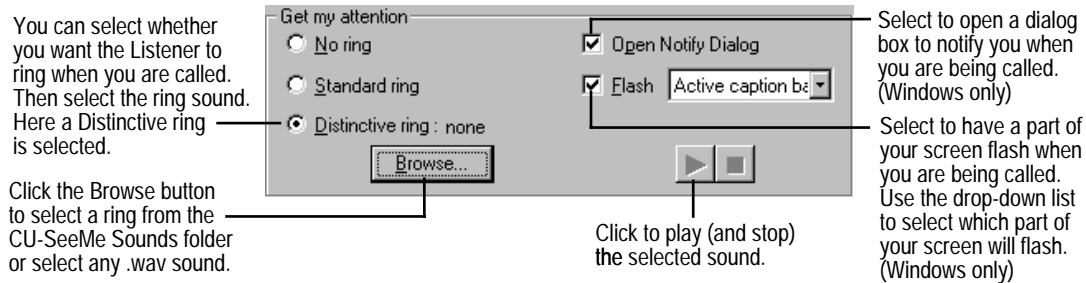 You can select whether
you want the Listener to
ring when you are called.
Then select the ring sound.
Here a Distinctive ring
is selected.
Click the Browse button
to select a ring from the
CU-SeeMe Sounds folder
or select any .wav sound.
Get my attention
No ring
Standard ring
Distinctive ring : none
Browse...
Open Notify Dialog
Flash
Active caption ba
Click to play (and stop)
the selected sound.
Select to open a dialog
box to notify you when
you are being called.
(Windows only)
Select to have a part of
your screen flash when
you are being called.
Use the drop-down list
to select which part of
your screen will flash.
(Windows only)